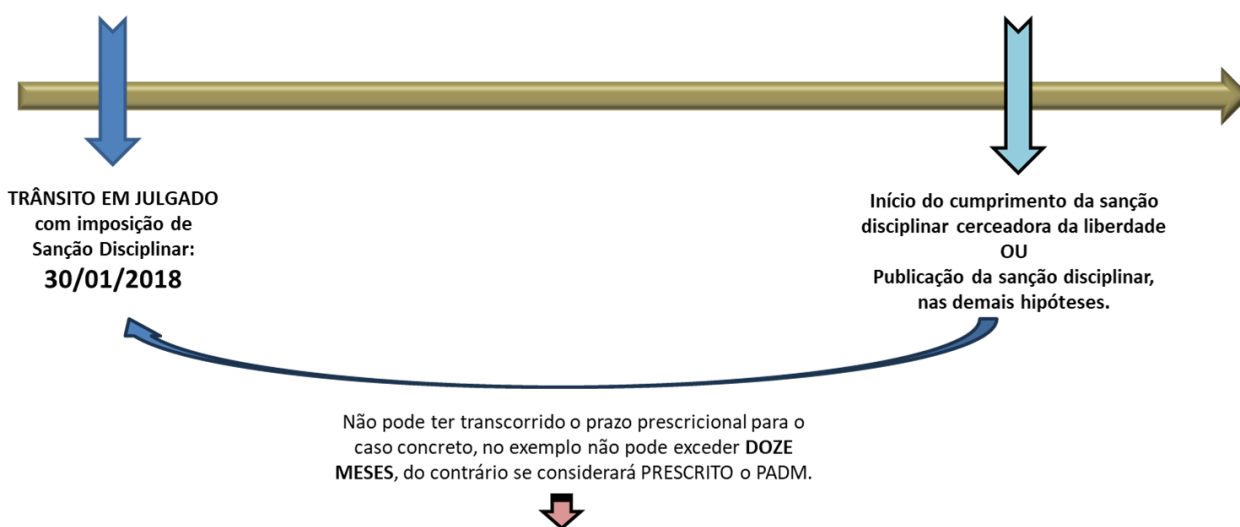 TRÂNSITO EM JULGADO
com imposição de
Sanção Disciplinar:
30/01/2018
Início do cumprimento da sanção
disciplinar cerceadora da liberdade
OU
Publicação da sanção disciplinar,
nas demais hipóteses.
Não pode ter transcorrido o prazo prescricional para o
caso concreto, no exemplo não pode exceder DOZE
MESES, do contrário se considerará PRESCRITO o PADM.